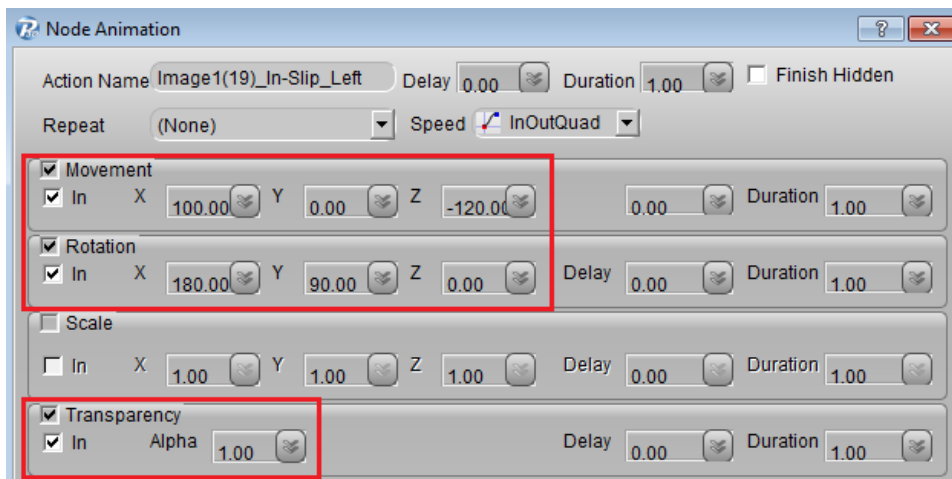 Node Animation
Action Name Image1(19)_In-Slip_Left Delay 0.00 Duration 1.00 Finish Hidden
Repeat (None) Speed InOutQuad
Movement
In X 100.00 Y 0.00 Z -120.00 0.00 Duration 1.00
Rotation
In X 180.00 Y 90.00 Z 0.00 Delay 0.00 Duration 1.00
Scale
In X 1.00 Y 1.00 Z 1.00 Delay 0.00 Duration 1.00
Transparency
In Alpha 1.00 Delay 0.00 Duration 1.00